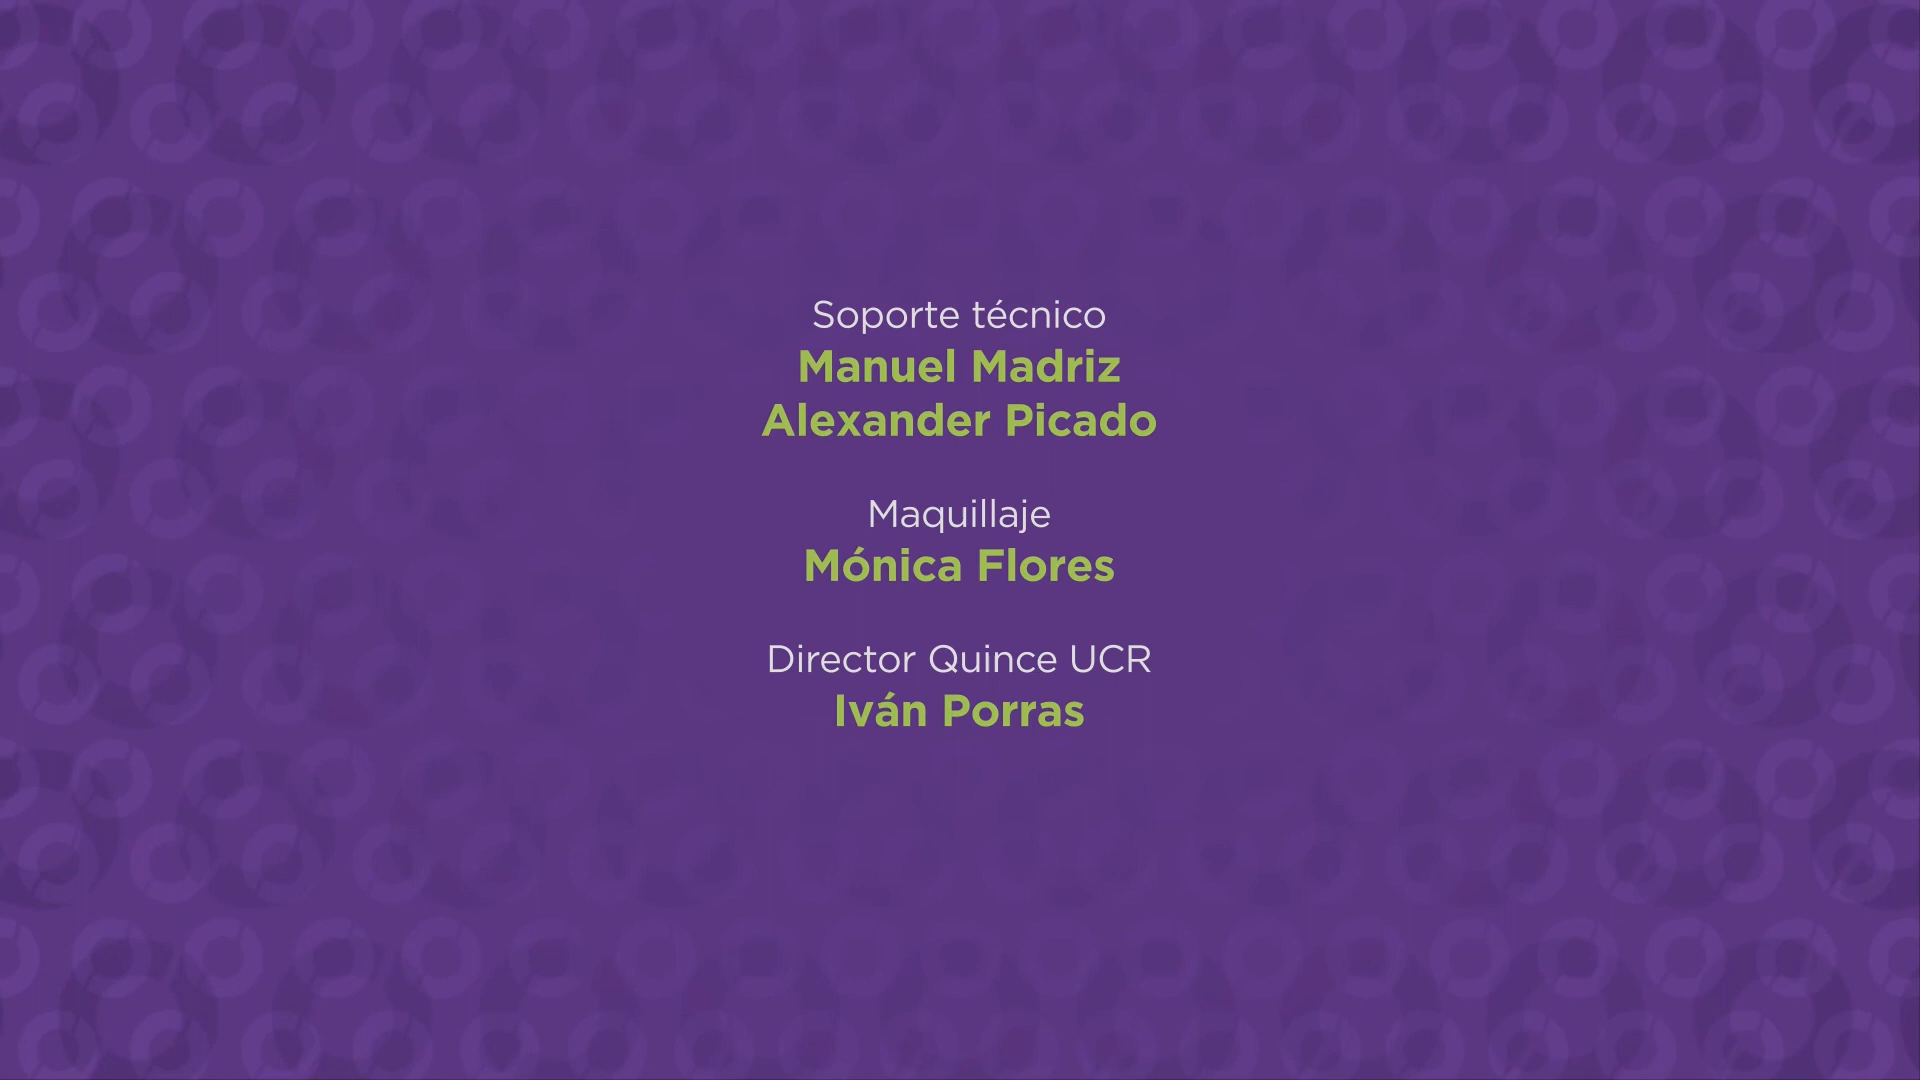 Soporte técnico
Manuel Madriz
Alexander Picado
Maquillaje
Mónica Flores
Director Quince UCR
Iván Porras